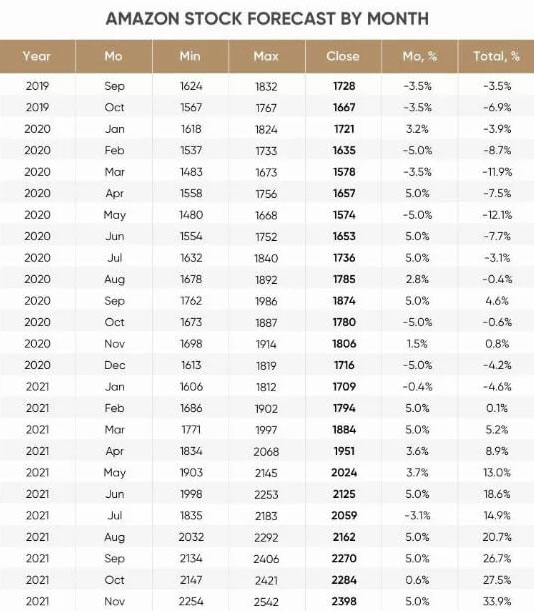 AMAZON STOCK FORECAST BY MONTH
Year Mo Min Max Close Mo, % Total, %
2019 Sep 1624 1832 1728 -3.5% -3.5%
2019 Oct 1567 1767 1667 -3.5% -6.9%
2020 Jan 1618 1824 1721 3.2% -3.9%
2020 Feb 1537 1733 1635 -5.0% -8.7%
2020 Mar 1483 1673 1578 -3.5% -11.9%
2020 Apr 1558 1756 1657 5.0% -7.5%
2020 May 1480 1668 1574 -5.0% -12.1%
2020 Jun 1554 1752 1653 5.0% -7.7%
2020 Jul 1632 1840 1736 5.0% -3.1%
2020 Aug 1678 1892 1785 2.8% -0.4%
2020 Sep 1762 1986 1874 5.0% 4.6%
2020 Oct 1673 1887 1780 -5.0% -0.6%
2020 Nov 1698 1914 1806 1.5% 0.8%
2020 Dec 1613 1819 1716 -5.0% -4.2%
2021 Jan 1606 1812 1709 -0.4% -4.6%
2021 Feb 1686 1902 1794 5.0% 0.1%
2021 Mar 1771 1997 1884 5.0% 5.2%
2021 Apr 1834 2068 1951 3.6% 8.9%
2021 May 1903 2145 2024 3.7% 13.0%
2021 Jun 1998 2253 2125 5.0% 18.6%
2021 Jul 1835 2183 2059 -3.1% 14.9%
2021 Aug 2032 2292 2162 5.0% 20.7%
2021 Sep 2134 2406 2270 5.0% 26.7%
2021 Oct 2147 2421 2284 0.6% 27.5%
2021 Nov 2254 2542 2398 5.0% 33.9%